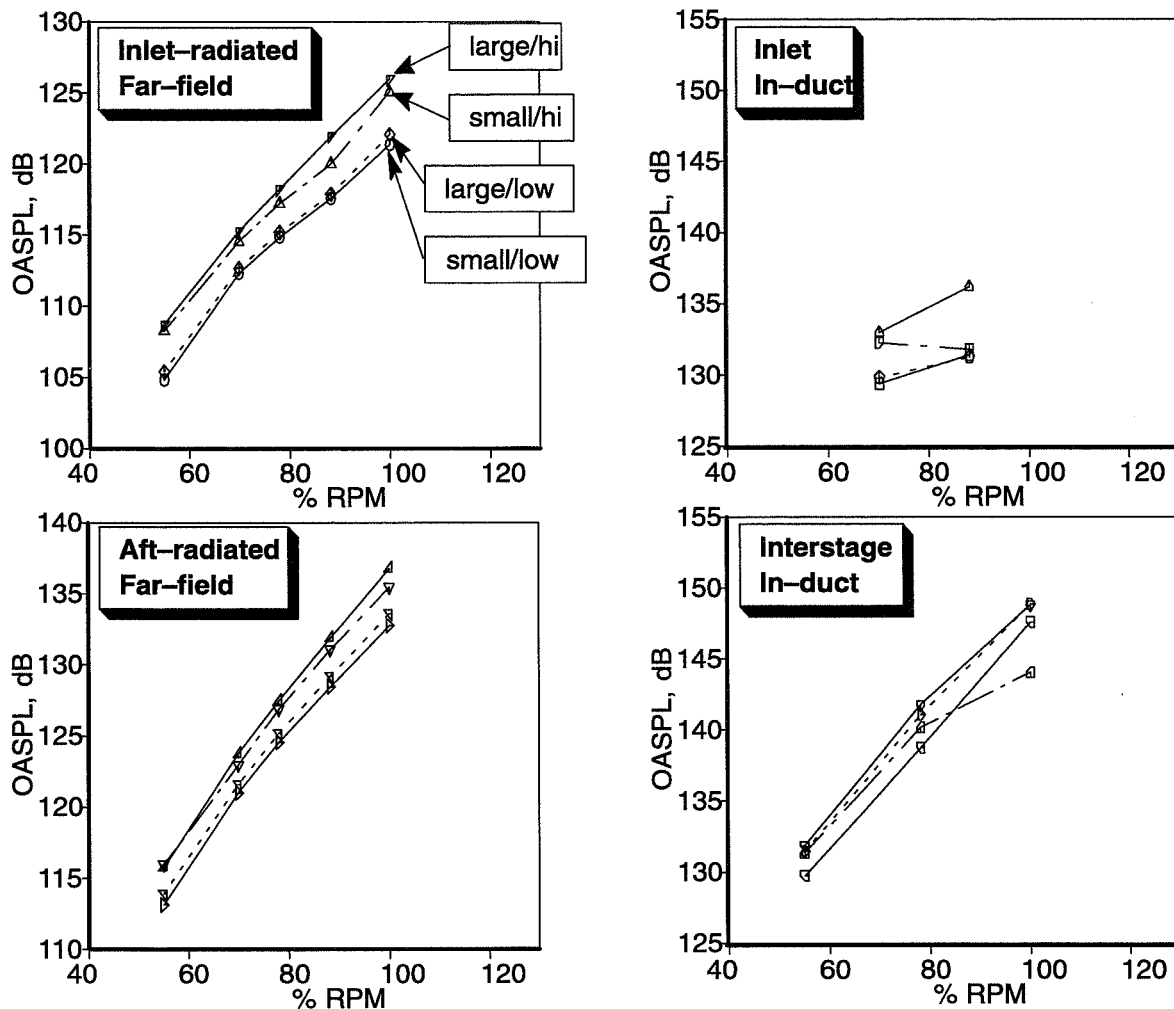 Inlet–radiated
Far–field
large/hi
small/hi
large/low
small/low
OASPL, dB
130
125
120
115
110
105
100
40
60
80
100
120
% RPM
Inlet
In–duct
OASPL, dB
155
150
145
140
135
130
125
40
60
80
100
120
% RPM
Aft–radiated
Far–field
OASPL, dB
140
135
130
125
120
115
110
40
60
80
100
120
% RPM
Interstage
In–duct
OASPL, dB
155
150
145
140
135
130
125
40
60
80
100
120
% RPM